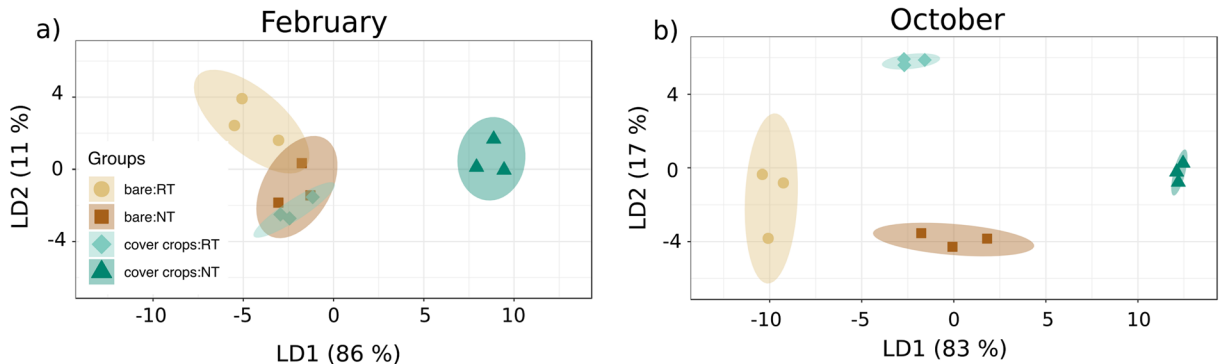 a)
February
LD2 (11 %)
4
0
-4
Groups
bare:RT
bare:NT
cover crops:RT
cover crops:NT
-10 -5 0 5 10
LD1 (86 %)
b)
October
LD2 (17 %)
4
0
-4
-10 -5 0 5 10
LD1 (83 %)